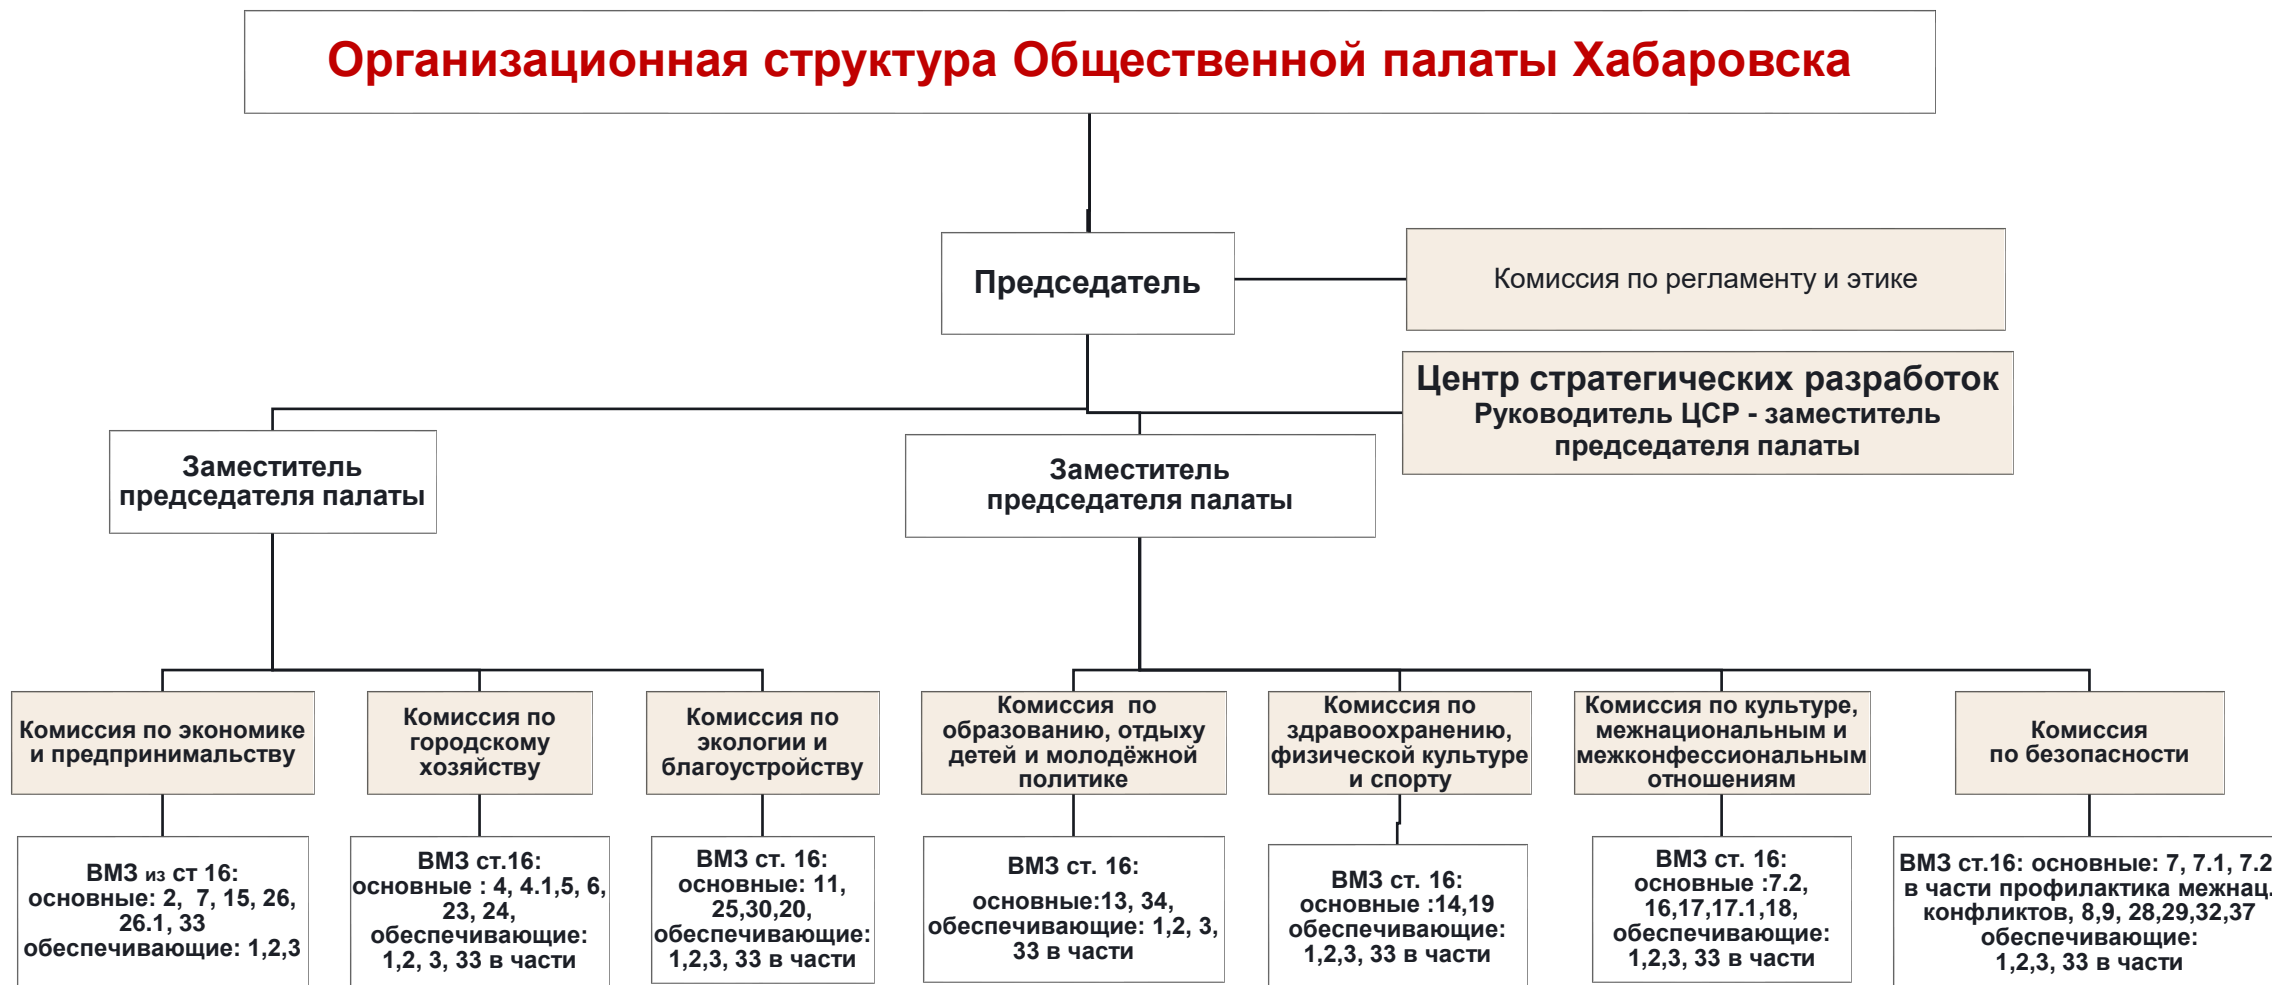 Организационная структура Общественной палаты Хабаровска
Председатель
Комиссия по регламенту и этике
Центр стратегических разработок
Руководитель ЦСР - заместитель
председателя палаты
Заместитель
председателя палаты
Заместитель
председателя палаты
Комиссия по экономике
и предпринимальству
Комиссия по
городскому
хозяйству
Комиссия по
экологии и
благоустройству
Комиссия по
образованию, отдыху
детей и молодёжной
политике
Комиссия по
здравоохранению,
физической культуре
и спорту
Комиссия по культуре,
межнациональным и
межконфессиональным
отношениям
Комиссия
по безопасности
ВМЗ из ст 16:
основные: 2, 7, 15, 26,
26.1, 33
обеспечивающие: 1,2,3
ВМЗ ст.16:
основные : 4, 4.1,5, 6,
23, 24,
обеспечивающие:
1,2, 3, 33 в части
ВМЗ ст. 16:
основные: 11,
25,30,20,
обеспечивающие:
1,2,3, 33 в части
ВМЗ ст. 16:
основные:13, 34,
обеспечивающие: 1,2, 3,
33 в части
ВМЗ ст. 16:
основные :14,19
обеспечивающие:
1,2,3, 33 в части
ВМЗ ст. 16:
основные :7.2,
16,17,17.1,18,
обеспечивающие:
1,2,3, 33 в части
ВМЗ ст.16: основные: 7, 7.1, 7.2
в части профилактика межнац.
конфликтов, 8,9, 28,29,32,37
обеспечивающие:
1,2,3, 33 в части